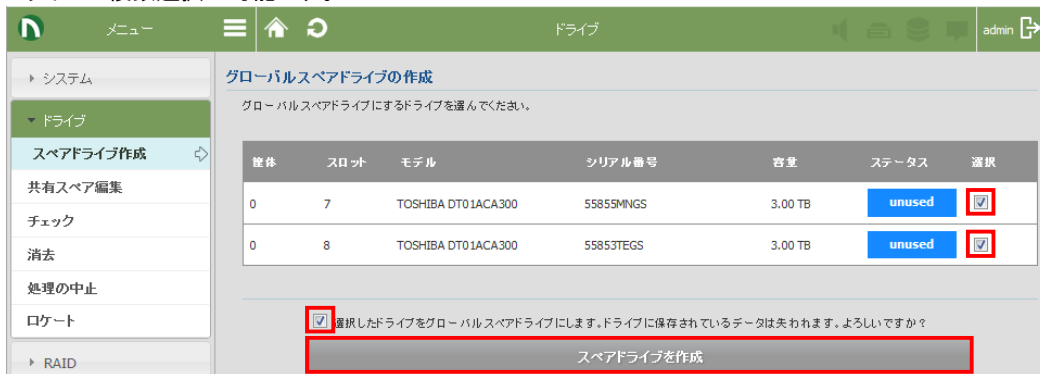 メニュー
ドライブ
admin
システム
ドライブ
スペアドライブ作成
共有スペア編集
チェック
消去
処理の中止
ロケート
RAID
グローバルスペアドライブの作成
グローバルスペアドライブにするドライブを選んでください。
筐体 スロット モデル シリアル番号 容量 ステータス 選択
0 7 TOSHIBA DT01ACA300 55855MNGS 3.00 TB unused
0 8 TOSHIBA DT01ACA300 55853TEGS 3.00 TB unused
選択したドライブをグローバルスペアドライブにします。ドライブに保存されているデータは失われます。よろしいですか？
スペアドライブを作成